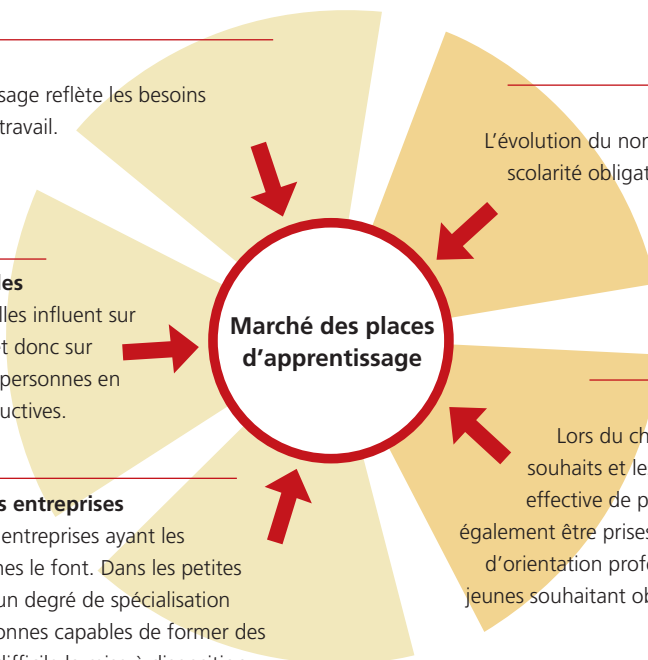 sage reflète les besoins
travail.
les
lles influent sur
et donc sur
personnes en
uctives.
s entreprises
entreprises ayant les
nes le font. Dans les petites
un degré de spécialisation
onnes capables de former des
Marché des places
d'apprentissage
L'évolution du nor
scolarité obligat
Lors du ch
souhaits et le
effective de p
également être prises
d'orientation profe
jeunes souhaitant ob